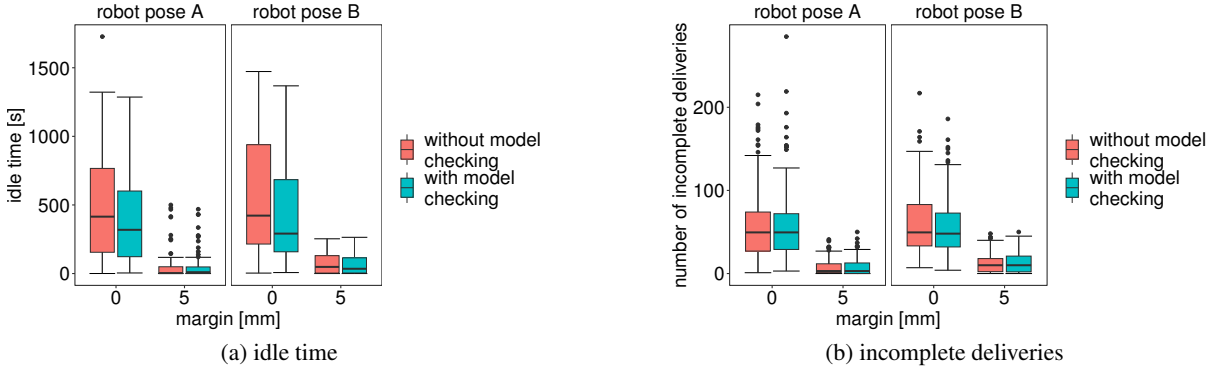 robot pose A robot pose B
1500
1000
500
0
idle time [s]
0 5 0 5
margin [mm]
without model
checking
with model
checking
(a) idle time
robot pose A robot pose B
200
100
0
number of incomplete deliveries
0 5 0 5
margin [mm]
without model
checking
with model
checking
(b) incomplete deliveries